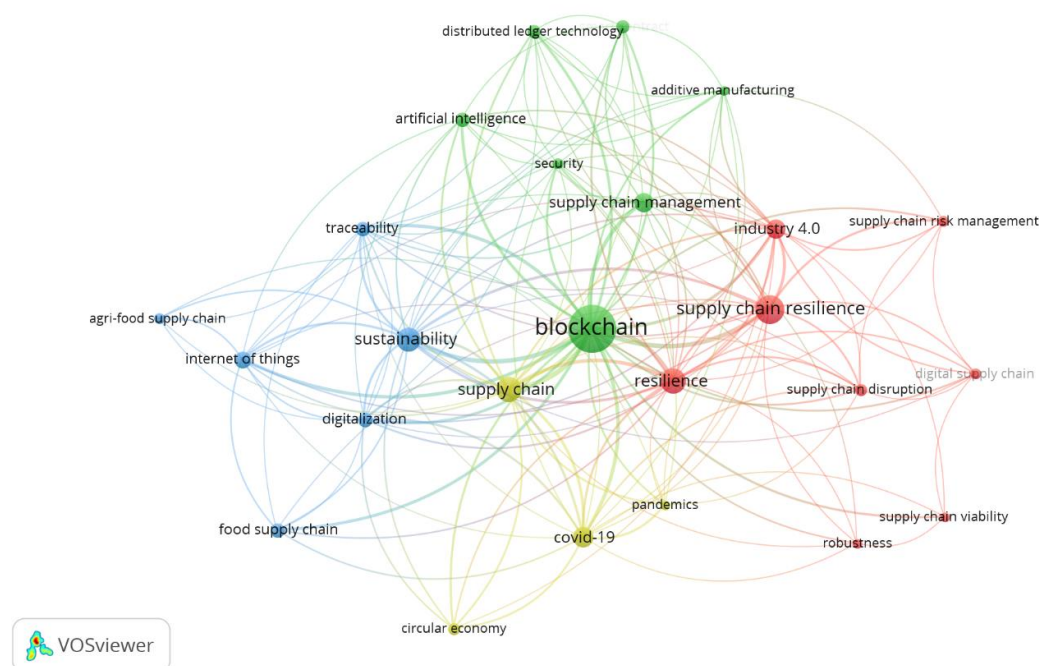 distributed ledger technology
additive manufacturing
artificial intelligence
security
supply chain management
traceability
industry 4.0
supply chain risk management
agri-food supply chain
supply chain resilience
blockchain
sustainability
internet of things
resilience
digital supply chain
supply chain
supply chain disruption
digitalization
pandemics
supply chain viability
food supply chain
covid-19
robustness
circular economy
VOSviewer